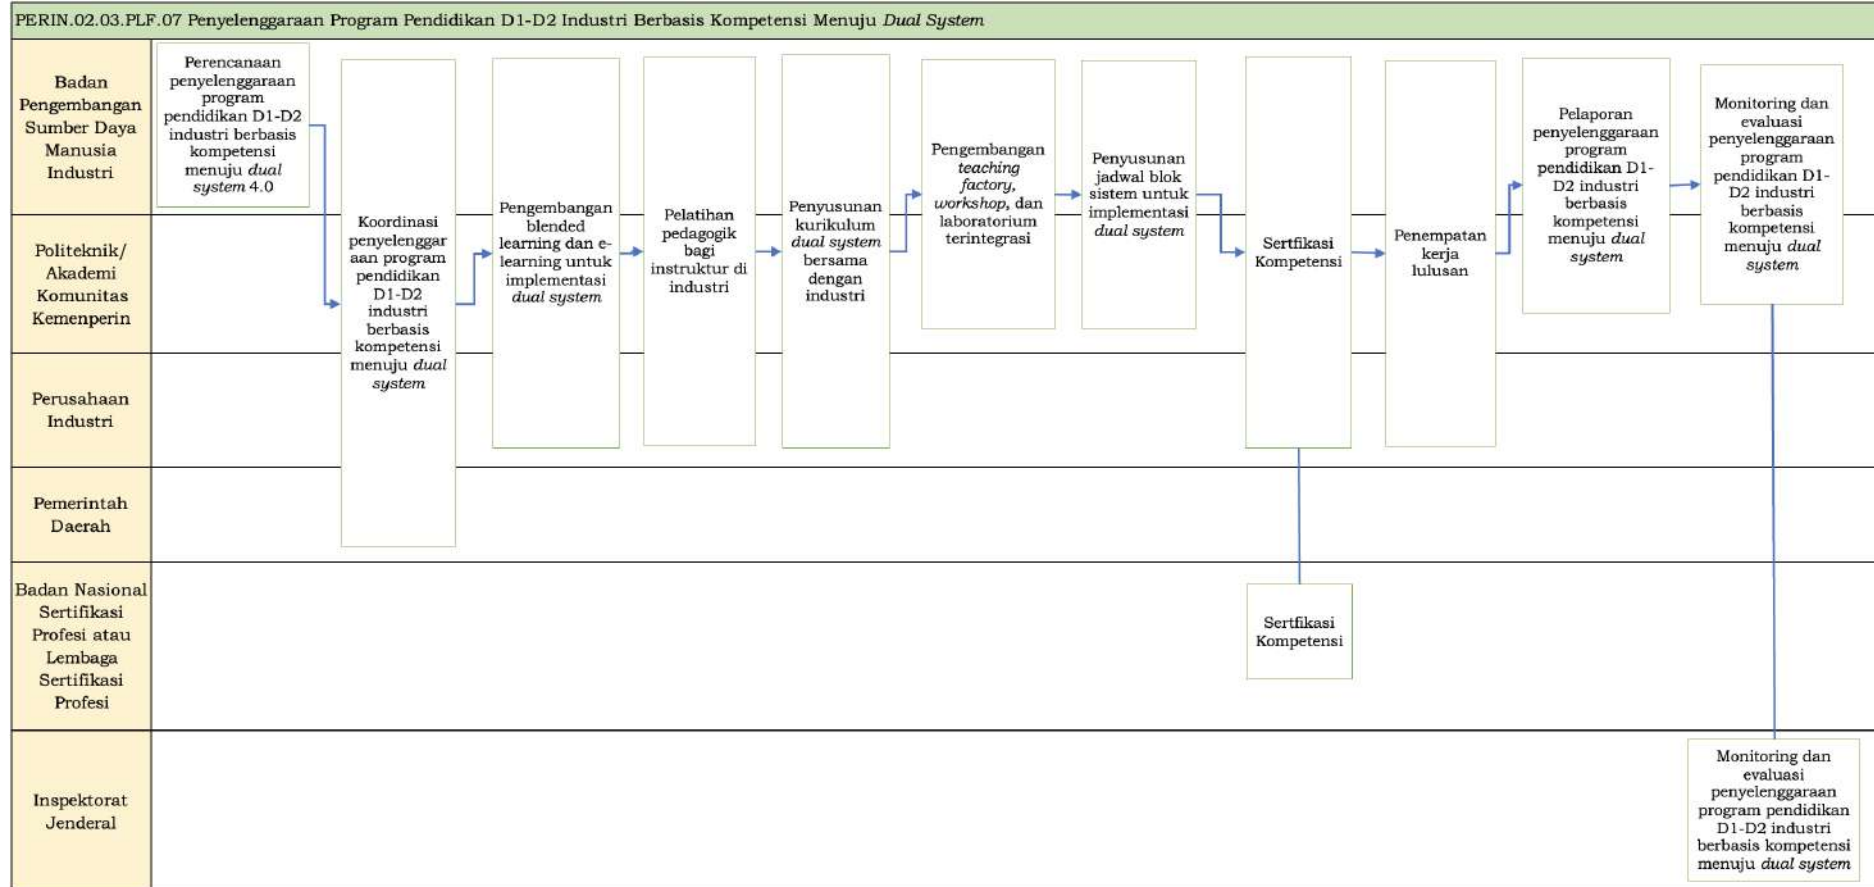 PERIN.02.03.PLF.07 Penyelenggaraan Program Pendidikan D1-D2 Industri Berbasis Kompetensi Menuju Dual System
Badan
Pengembangan
Sumber Daya
Manusia
Industri
Perencanaan
penyelenggaraan
program
pendidikan D1-D2
industri berbasis
kompetensi
menuju dual
system 4.0
Koordinasi
penyelenggar
aan program
pendidikan
D1-D2
industri
berbasis
kompetensi
menuju dual
system
Pengembangan
blended
learning dan e-
learning untuk
implementasi
dual system
Pelatihan
pedagogik
bagi
instruktur di
industri
Penyusunan
kurikulum
dual system
bersama
dengan
industri
Pengembangan
teaching
factory,
workshop, dan
laboratorium
terintegrasi
Penyusunan
jadwal blok
sistem untuk
implementasi
dual system
Sertfikasi
Kompetensi
Penempatan
kerja
lulusan
Pelaporan
penyelenggaraan
program
pendidikan D1-
D2 industri
berbasis
kompetensi
menuju dual
system
Monitoring dan
evaluasi
penyelenggaraan
program
pendidikan D1-
D2 industri
berbasis
kompetensi
menuju dual
system
Politeknik/
Akademi
Komunitas
Kemenperin
Perusahaan
Industri
Pemerintah
Daerah
Badan Nasional
Sertifikasi
Profesi atau
Lembaga
Sertifikasi
Profesi
Sertfikasi
Kompetensi
Inspektorat
Jenderal
Monitoring dan
evaluasi
penyelenggaraan
program pendidikan
D1-D2 industri
berbasis kompetensi
menuju dual system